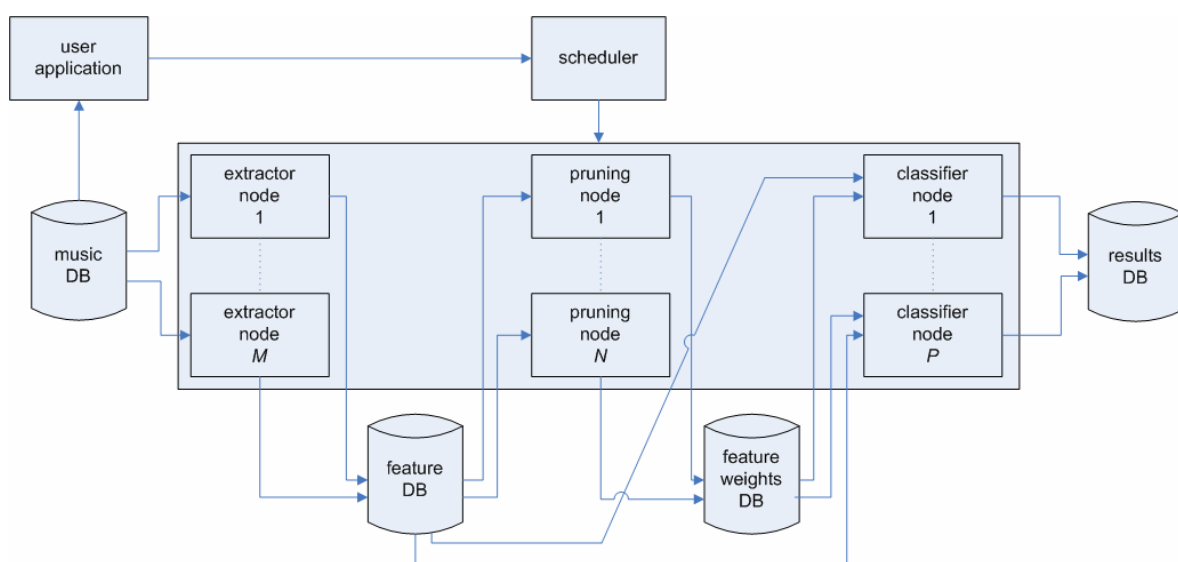 user
application
scheduler
extractor
node
1
pruning
node
1
classifier
node
1
music
DB
results
DB
extractor
node
M
pruning
node
N
classifier
node
P
feature
DB
feature
weights
DB